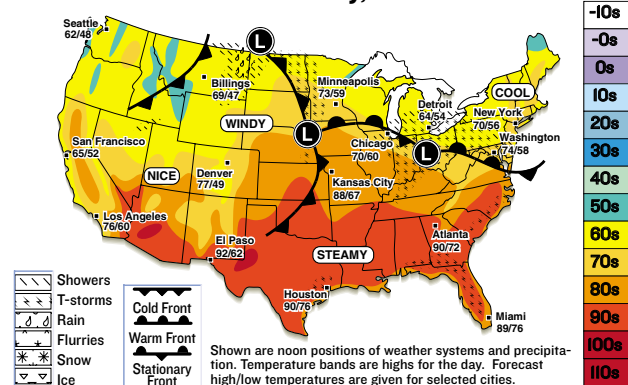 Seattle
62/48
L
Billings
69/47
Minneapolis
73/59
COOL
Detroit
64/54
New York
70/56
WINDY
L
Washington
74/58
San Francisco
65/52
Chicago
70/60
L
NICE
Denver
77/49
Kansas City
88/67
Los Angeles
76/60
El Paso
92/62
Atlanta
90/72
STEAMY
Houston
90/76
Miami
89/76
Showers
T-storms
Rain
Flurries
Snow
Ice
Cold Front
Warm Front
Stationary
Front
Shown are noon positions of weather systems and precipita-
tion. Temperature bands are highs for the day. Forecast
high/low temperatures are given for selected cities.
-10s
-0s
0s
10s
20s
30s
40s
50s
60s
70s
80s
90s
100s
110s